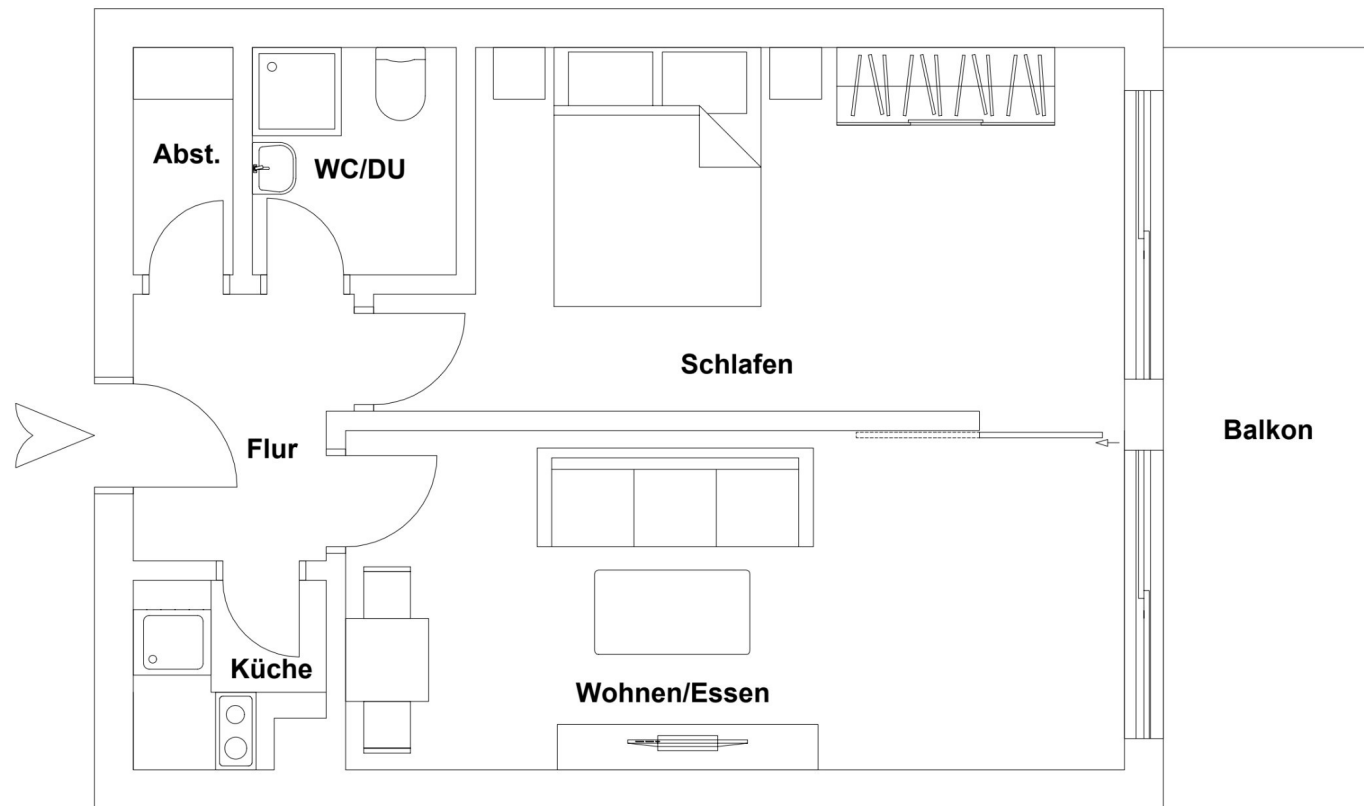 Abst.
WC/DU
Schlafen
Flur
Balkon
Küche
Wohnen/Essen